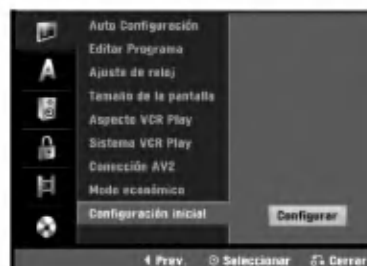 Auto Configuración
Editar Programa
A
Ajuste de reloj
Tamaño de la pantalla
Aspecto VCR Play
Sistema VCR Play
Conección AV2
Modo económico
Configuración inicial
Configurar
Prev.
Seleccionar
Cerrar